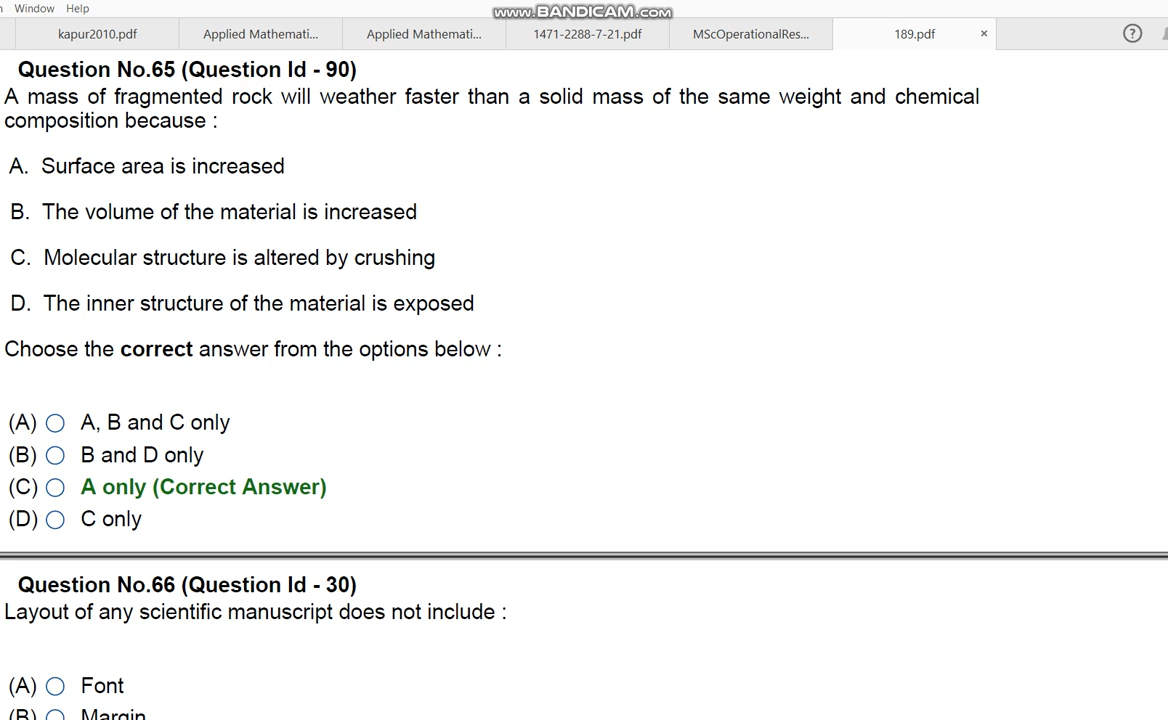 Window Help
www.BANDICAM.com
kapur2010.pdf Applied Mathemati... Applied Mathemati... 1471-2288-7-21.pdf MScOperationalRes... 189.pdf × ?
Question No.65 (Question Id - 90)
A mass of fragmented rock will weather faster than a solid mass of the same weight and chemical
composition because :
A. Surface area is increased
B. The volume of the material is increased
C. Molecular structure is altered by crushing
D. The inner structure of the material is exposed
Choose the correct answer from the options below :
(A) A, B and C only
(B) B and D only
(C) A only (Correct Answer)
(D) C only
Question No.66 (Question Id - 30)
Layout of any scientific manuscript does not include :
(A) Font
(B) Margin